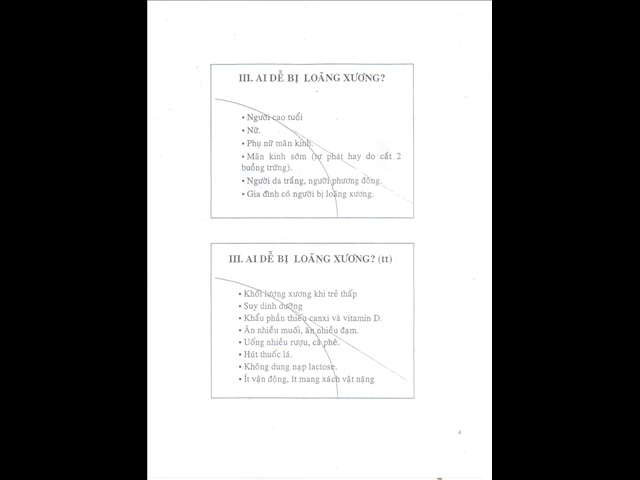 III. AI DỄ BỊ LOÃNG XƯƠNG?
• Người cao tuổi
• Nữ.
• Phụ nữ mãn kinh.
• Mãn kinh sớm (tự phát hay do cắt 2
buồng trứng).
• Người da trắng, người phương đông.
• Gia đình có người bị loãng xương.
III. AI DỄ BỊ LOÃNG XƯƠNG? (tt)
• Khối lượng xương khi trẻ thấp
• Suy dinh dưỡng
• Khẩu phần thiếu canxi và vitamin D.
• Ăn nhiều muối, ăn nhiều đạm.
• Uống nhiều rượu, cà phê.
• Hút thuốc lá.
• Không dung nạp lactose.
• Ít vận động, ít mang xách vật nặng
4